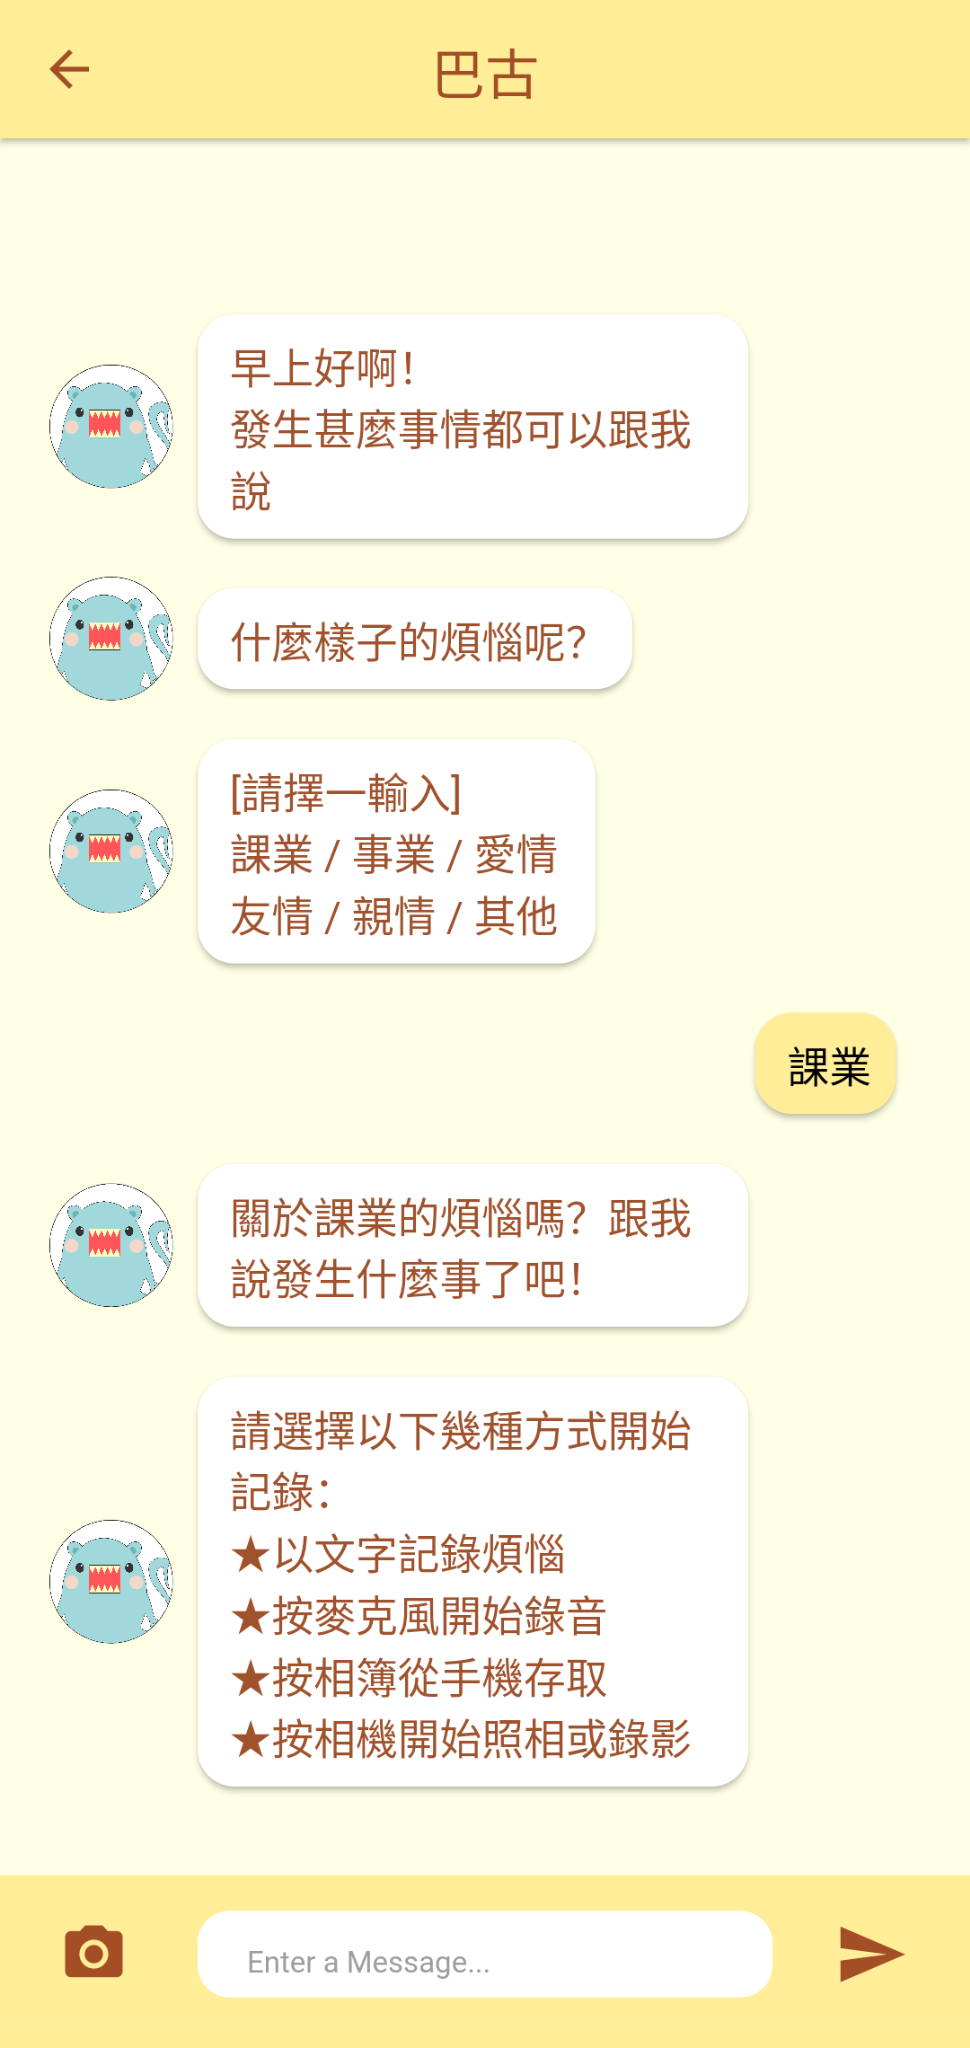 巴古
早上好啊！
發生甚麼事情都可以跟我
說
什麼樣子的煩惱呢？
[請擇一輸入]
課業 / 事業 / 愛情
友情 / 親情 / 其他
課業
關於課業的煩惱嗎？跟我
說發生什麼事了吧！
請選擇以下幾種方式開始
記錄：
★以文字記錄煩惱
★按麥克風開始錄音
★按相簿從手機存取
★按相機開始照相或錄影
Enter a Message...